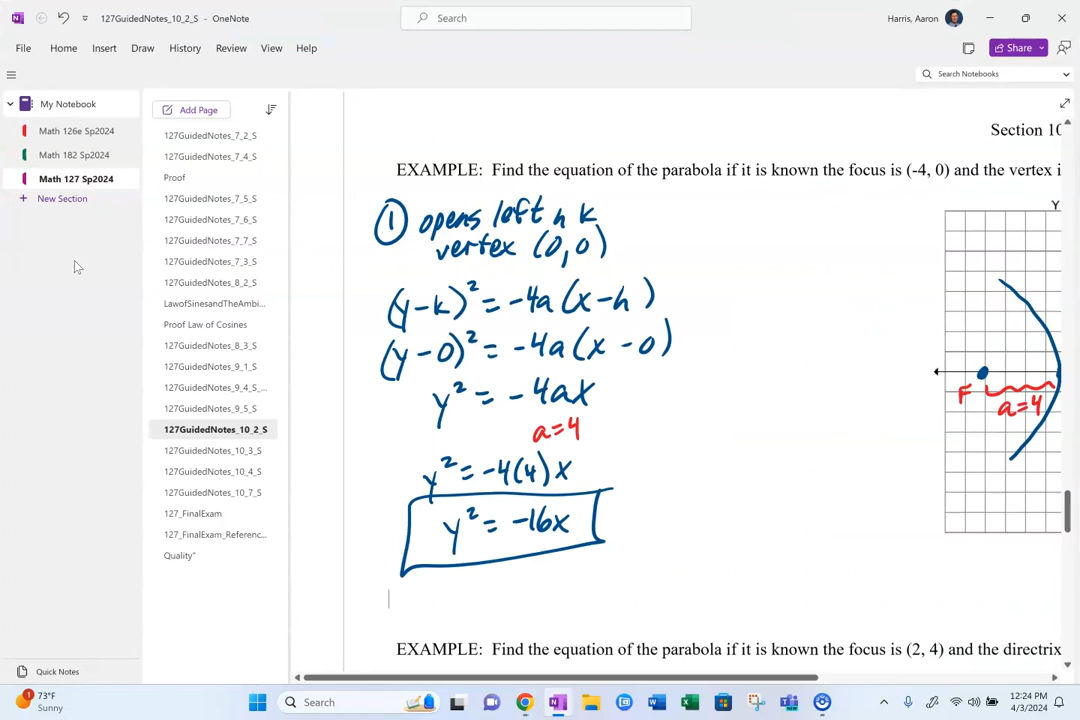 127GuidedNotes_10_2_S - OneNote
Search
Harris, Aaron
File Home Insert Draw History Review View Help
Share
Search Notebooks
My Notebook
Math 126e Sp2024
Math 182 Sp2024
Math 127 Sp2024
New Section
Add Page
127GuidedNotes_7_2_S
127GuidedNotes_7_4_S
Proof
127GuidedNotes_7_5_S
127GuidedNotes_7_6_S
127GuidedNotes_7_7_S
127GuidedNotes_7_3_S
127GuidedNotes_8_2_S
LawofSinesandTheAmbi...
Proof Law of Cosines
127GuidedNotes_8_3_S
127GuidedNotes_9_1_S
127GuidedNotes_9_4_S_...
127GuidedNotes_9_5_S
127GuidedNotes_10_2_S
127GuidedNotes_10_3_S
127GuidedNotes_10_4_S
127GuidedNotes_10_7_S
127_FinalExam
127_FinalExam_Referenc...
Quality"
Section 10
EXAMPLE: Find the equation of the parabola if it is known the focus is (-4, 0) and the vertex i
① opens left h k
vertex (0,0)
(y-k)² = -4a(x-h)
(y-0)² = -4a(x-0)
y² = -4ax
a=4
y² = -4(4)x
y² = -16x
Y
F
a=4
EXAMPLE: Find the equation of the parabola if it is known the focus is (2, 4) and the directrix
Quick Notes
73°F
Sunny
Search
12:24 PM
4/3/2024